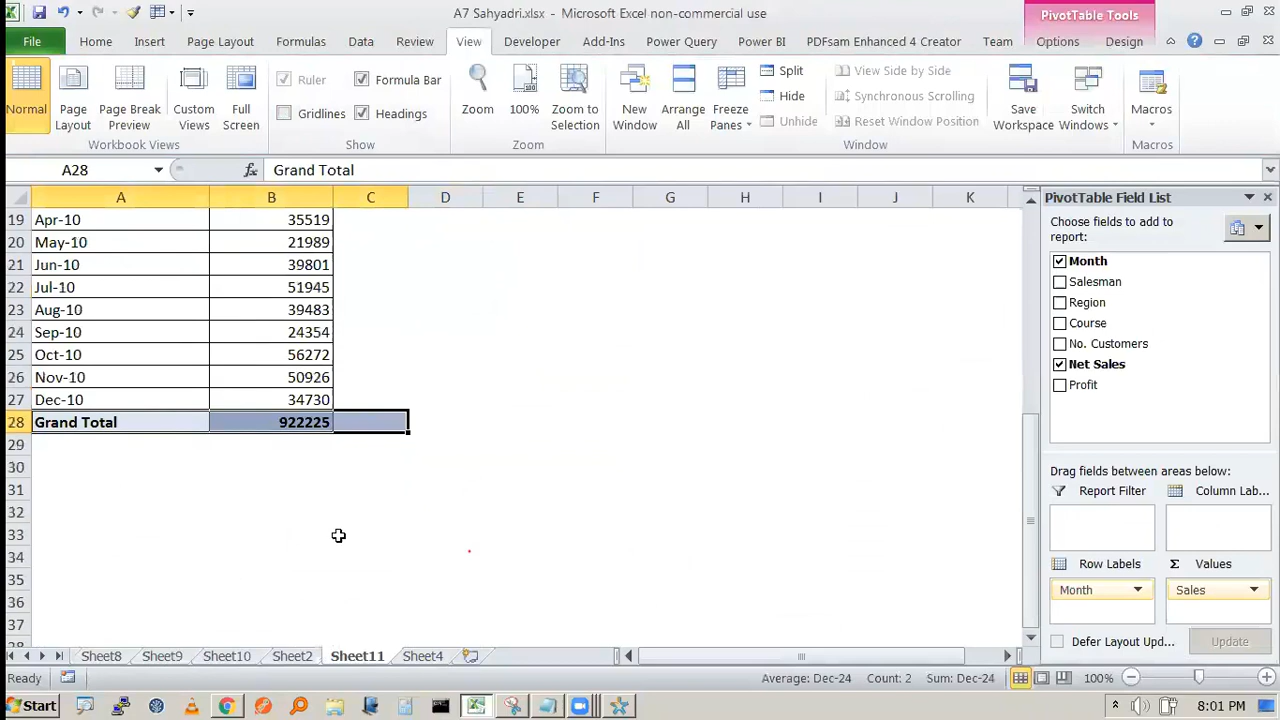 A7 Sahyadri.xlsx - Microsoft Excel non-commercial use
PivotTable Tools
File Home Insert Page Layout Formulas Data Review View Developer Add-Ins Power Query Power BI PDFsam Enhanced 4 Creator Team Options Design
Normal
Page Layout
Page Break Preview
Custom Views
Full Screen
Workbook Views
Ruler
Formula Bar
Gridlines
Headings
Show
Zoom
100%
Zoom to Selection
Zoom
New Window
Arrange All
Freeze Panes
Split
Hide
Unhide
View Side by Side
Synchronous Scrolling
Reset Window Position
Window
Save Workspace
Switch Windows
Macros
Macros
A28 fx Grand Total
A B C D E F G H I J K
19 Apr-10 35519
20 May-10 21989
21 Jun-10 39801
22 Jul-10 51945
23 Aug-10 39483
24 Sep-10 24354
25 Oct-10 56272
26 Nov-10 50926
27 Dec-10 34730
28 Grand Total 922225
29
30
31
32
33
34
35
36
37
38
PivotTable Field List
Choose fields to add to
report:
Month
Salesman
Region
Course
No. Customers
Net Sales
Profit
Drag fields between areas below:
Report Filter
Column Lab...
Row Labels
Σ Values
Month
Sales
Defer Layout Upd...
Update
Sheet8 Sheet9 Sheet10 Sheet2 Sheet11 Sheet4
Ready
Average: Dec-24 Count: 2 Sum: Dec-24
100%
Start
8:01 PM